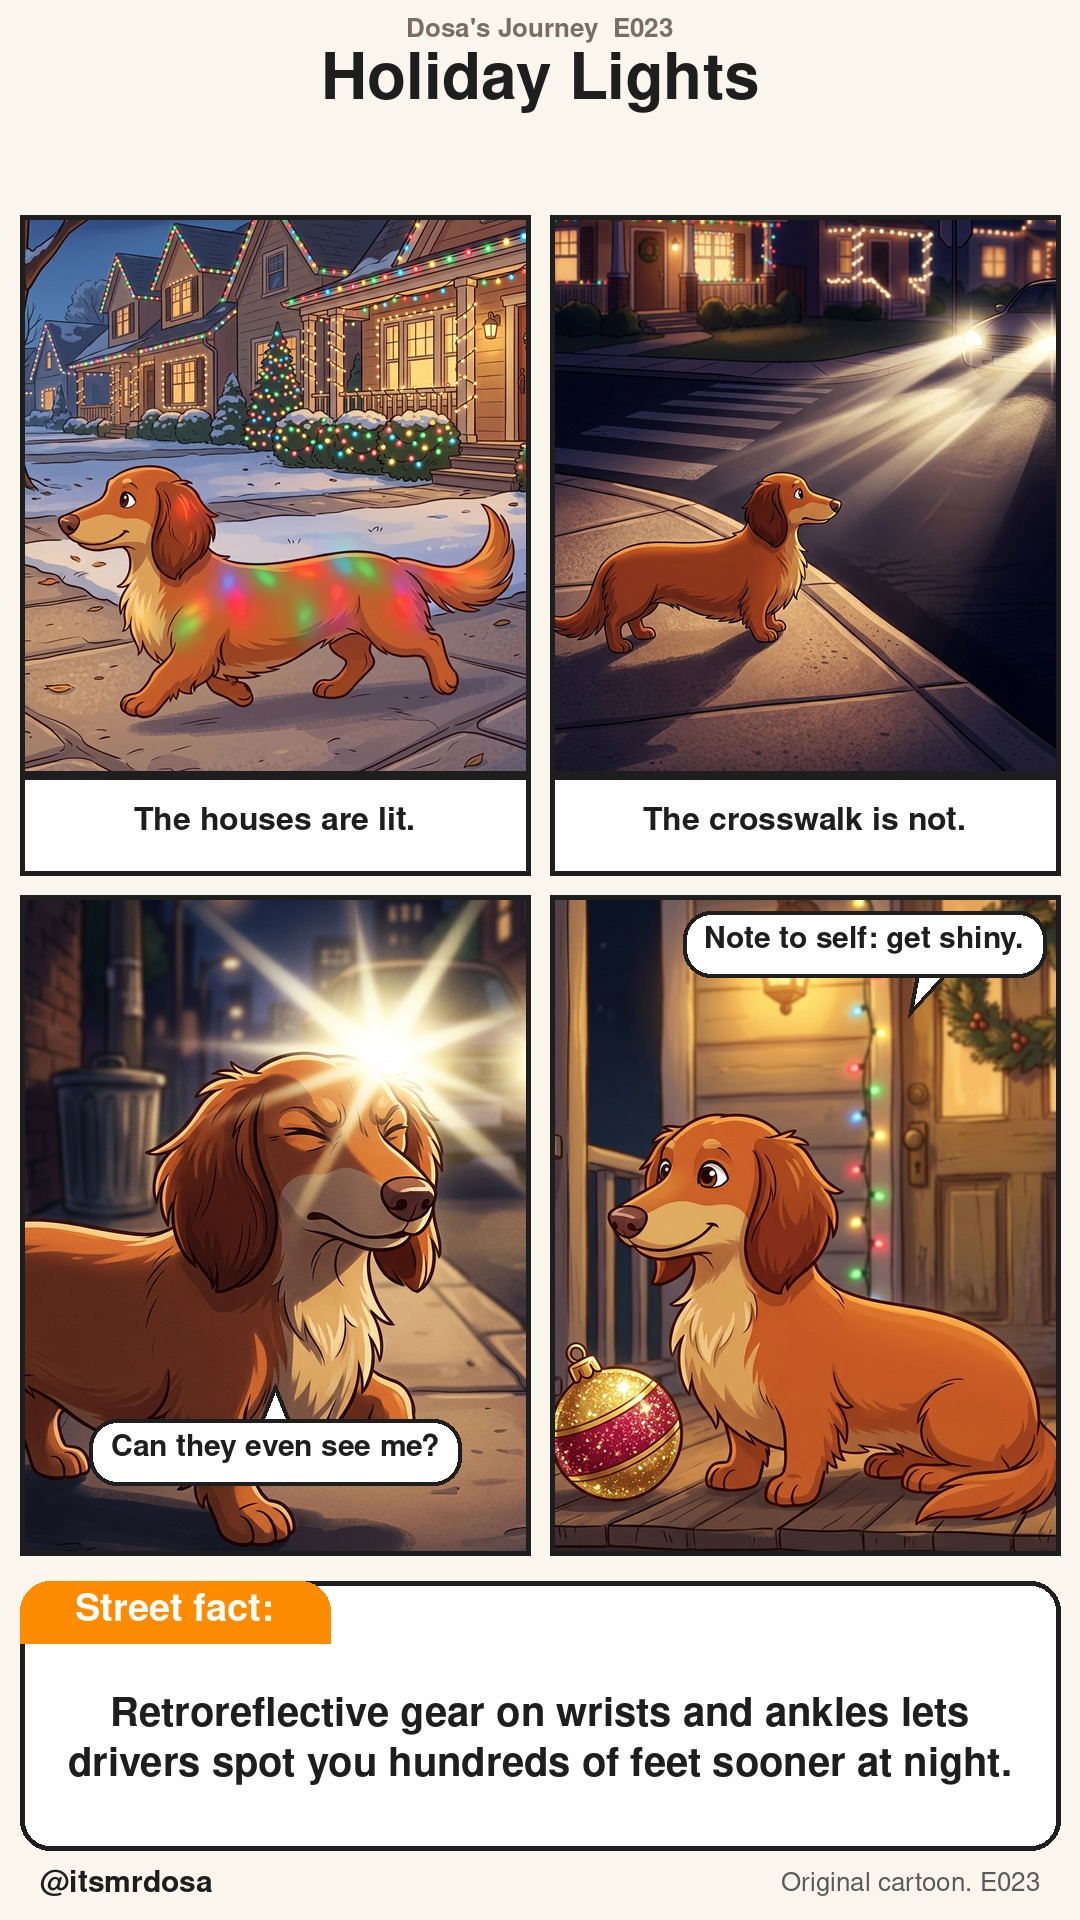 Dosa's Journey  E023
Holiday Lights
The houses are lit.
The crosswalk is not.
Can they even see me?
Note to self: get shiny.
Street fact:
Retroreflective gear on wrists and ankles lets
drivers spot you hundreds of feet sooner at night.
@itsmrdosa
Original cartoon. E023